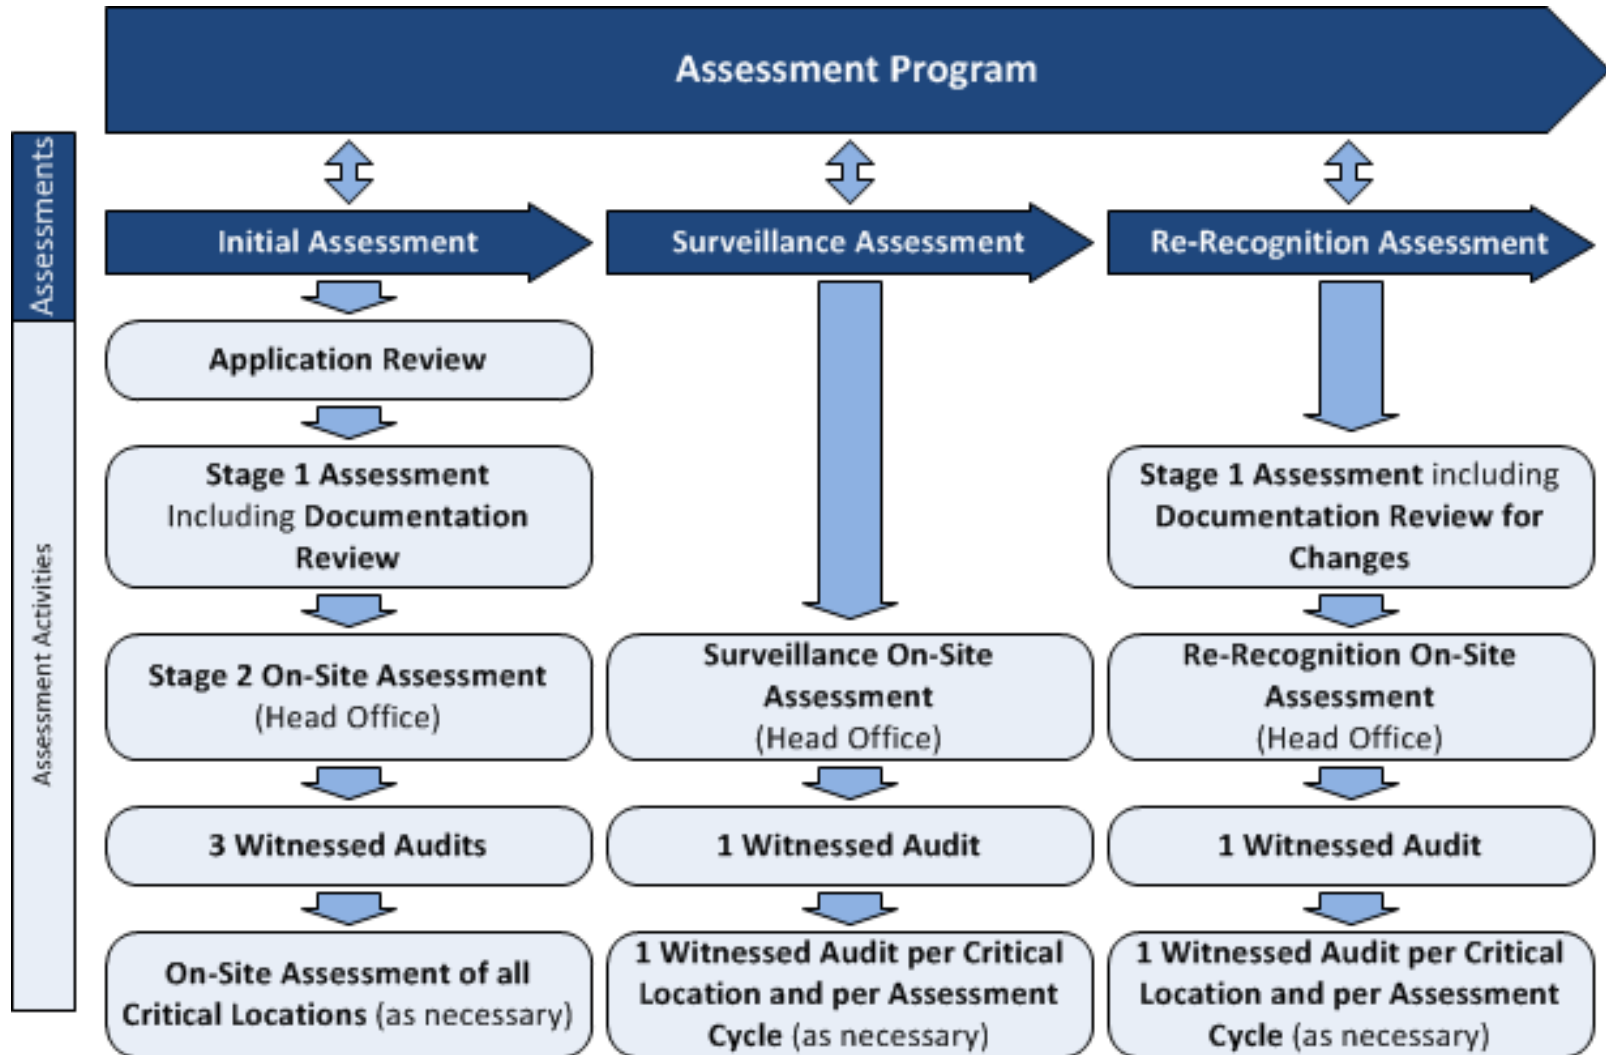 Assessment Program
Assessments
Initial Assessment
Surveillance Assessment
Re-Recognition Assessment
Assessment Activities
Application Review
Stage 1 Assessment
Including Documentation
Review
Stage 2 On-Site Assessment
(Head Office)
3 Witnessed Audits
On-Site Assessment of all
Critical Locations (as necessary)
Surveillance On-Site
Assessment
(Head Office)
1 Witnessed Audit
1 Witnessed Audit per Critical
Location and per Assessment
Cycle (as necessary)
Stage 1 Assessment including
Documentation Review for
Changes
Re-Recognition On-Site
Assessment
(Head Office)
1 Witnessed Audit
1 Witnessed Audit per Critical
Location and per Assessment
Cycle (as necessary)